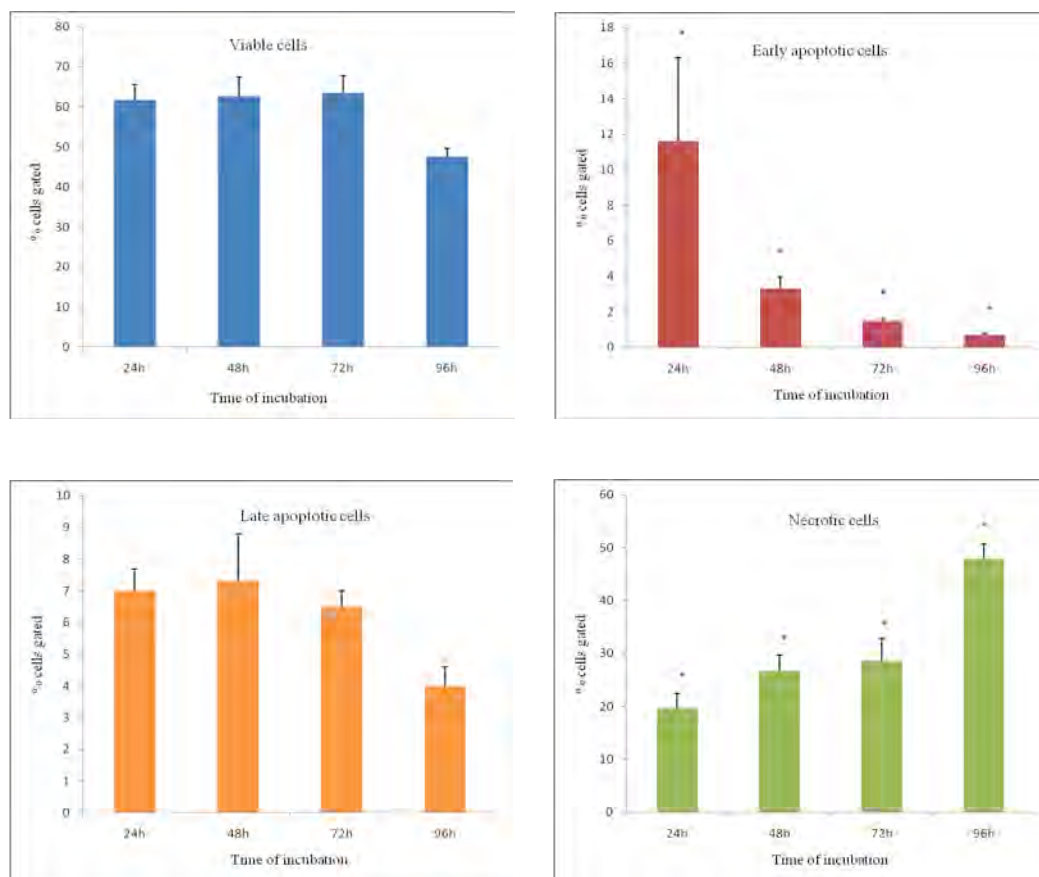 Viable cells
80
70
60
50
40
30
20
10
0
% cells gated
24h 48h 72h 96h
Time of incubation
Early apoptotic cells
18
16
14
12
10
8
6
4
2
0
% cells gated
* * * *
24h 48h 72h 96h
Time of incubation
Late apoptotic cells
10
9
8
7
6
5
4
3
2
1
0
% cells gated
24h 48h 72h 96h
Time of incubation
Necrotic cells
60
50
40
30
20
10
0
% cells gated
* * * *
24h 48h 72h 96h
Time of incubation